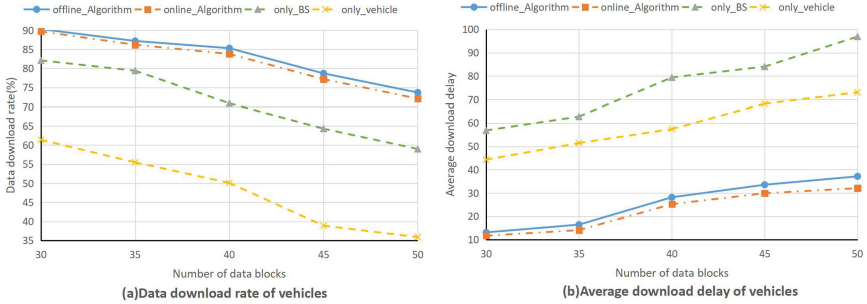 offline_Algorithm online_Algorithm only_BS only_vehicle
Data download rate(%)
90
85
80
75
70
65
60
55
50
45
40
35
30 35 40 45 50
Number of data blocks
(a)Data download rate of vehicles
offline_Algorithm online_Algorithm only_BS only_vehicle
Average download delay
100
90
80
70
60
50
40
30
20
10
30 35 40 45 50
Number of data blocks
(b)Average download delay of vehicles